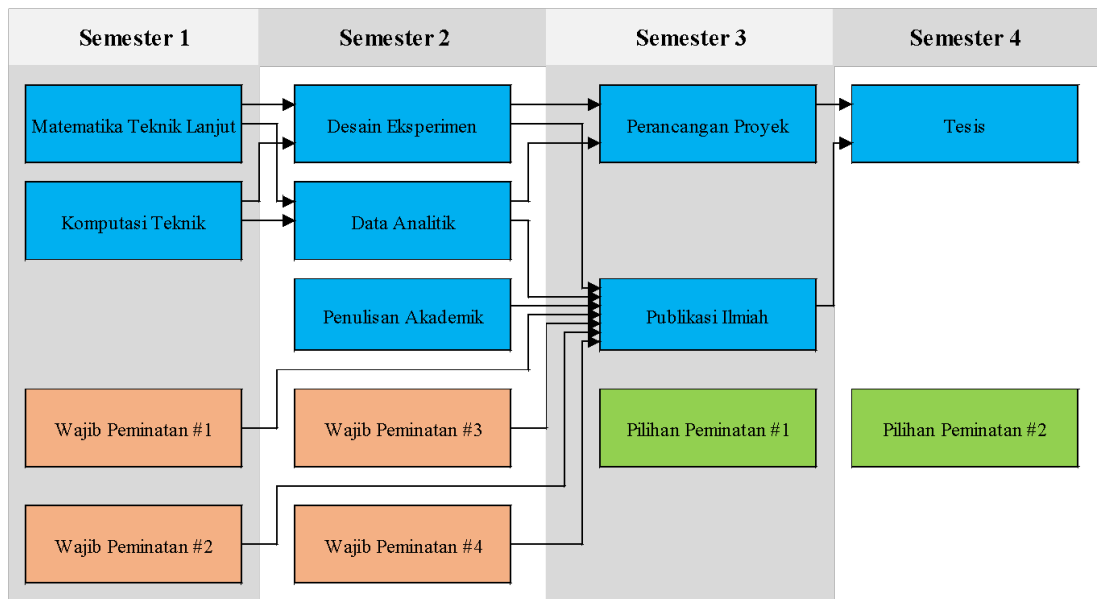 Semester 1
Semester 2
Semester 3
Semester 4
Matematika Teknik Lanjut
Desain Eksperimen
Perancangan Proyek
Tesis
Komputasi Teknik
Data Analitik
Penulisan Akademik
Publikasi Ilmiah
Wajib Peminatan #1
Wajib Peminatan #3
Pilihan Peminatan #1
Pilihan Peminatan #2
Wajib Peminatan #2
Wajib Peminatan #4